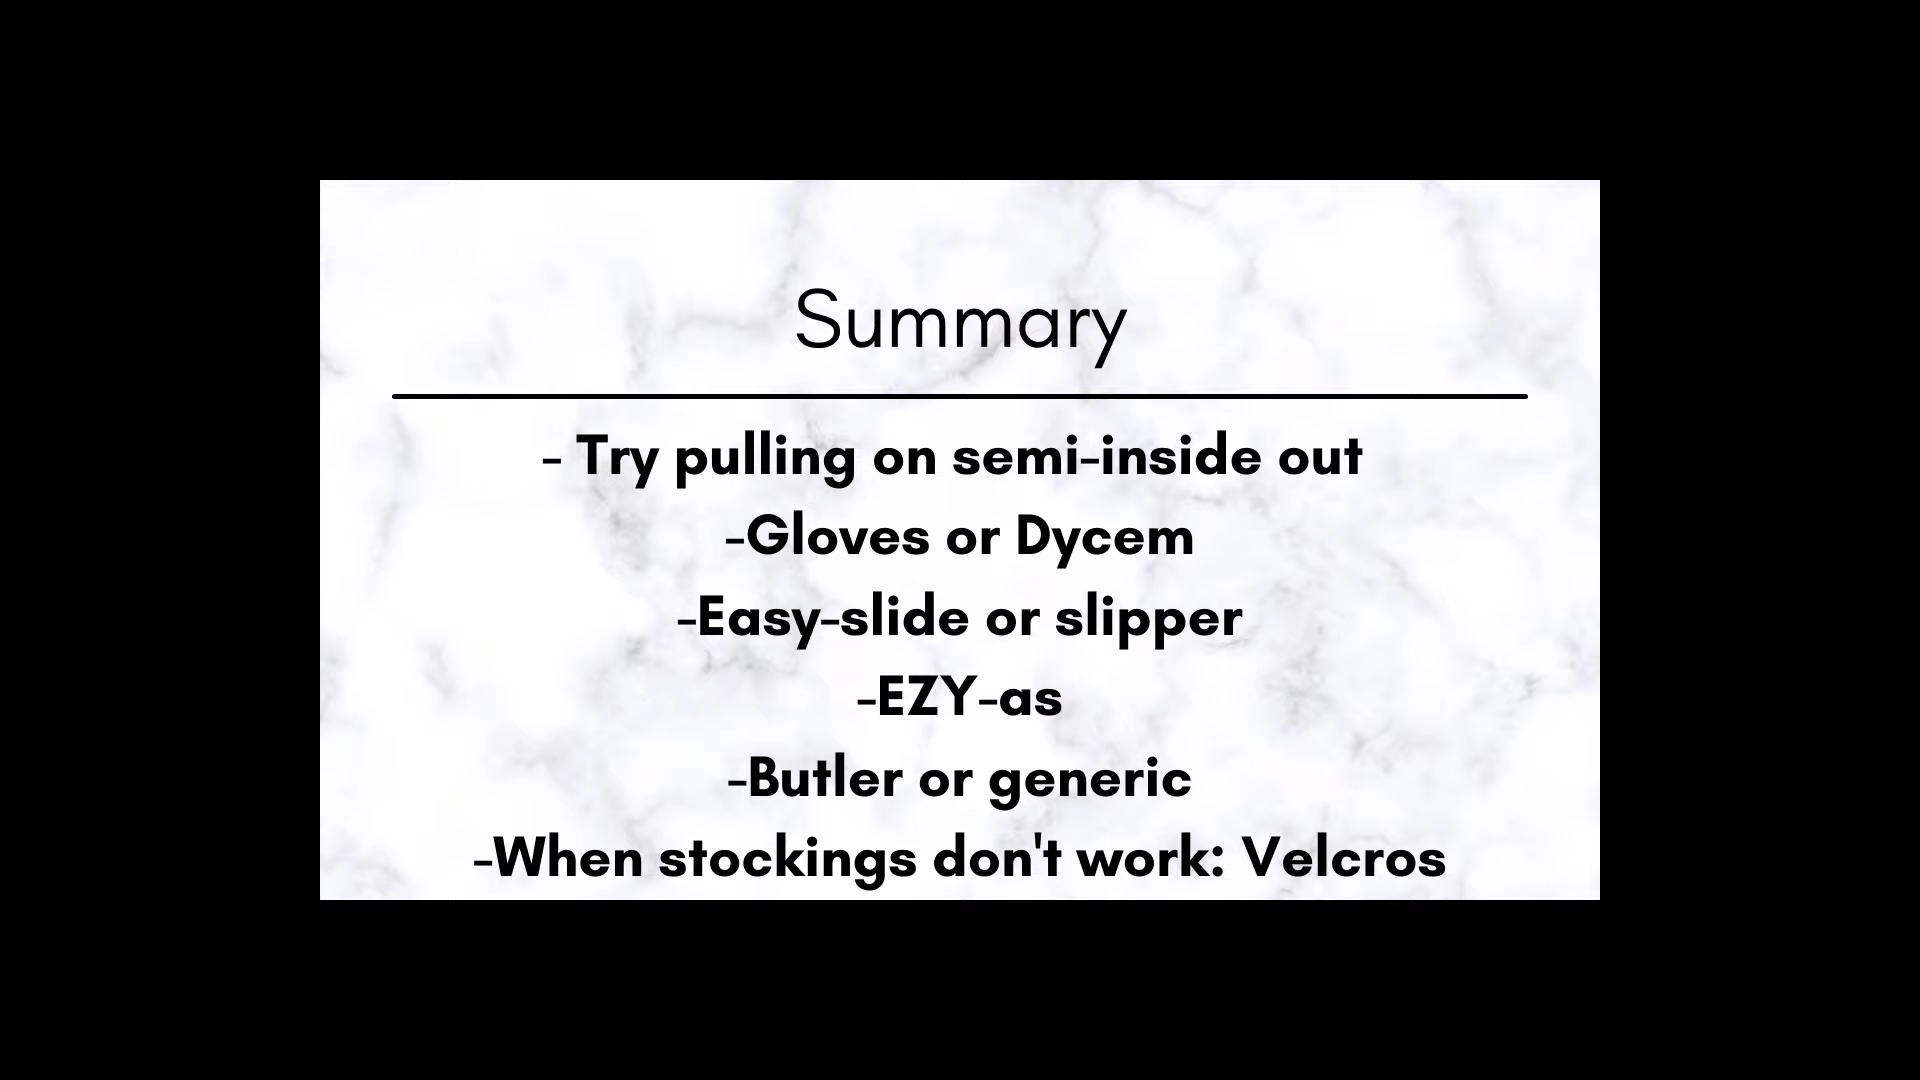 Summary
- Try pulling on semi-inside out
-Gloves or Dycem
-Easy-slide or slipper
-EZY-as
-Butler or generic
-When stockings don't work: Velcros